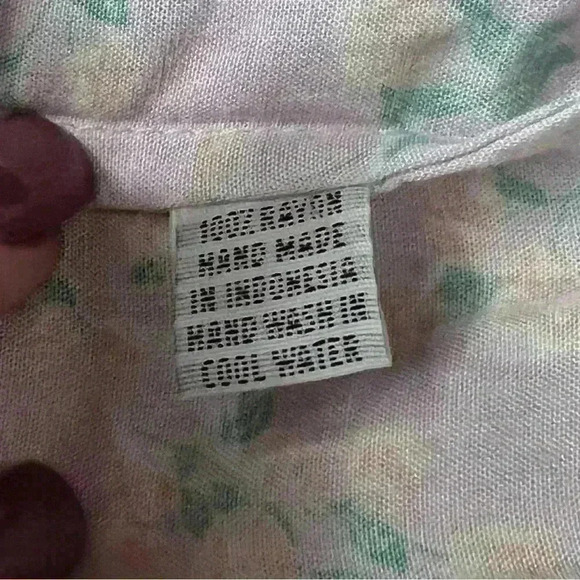 100% RAYON
HAND MADE
IN INDONESIA
HAND WASH IN
COOL WATER